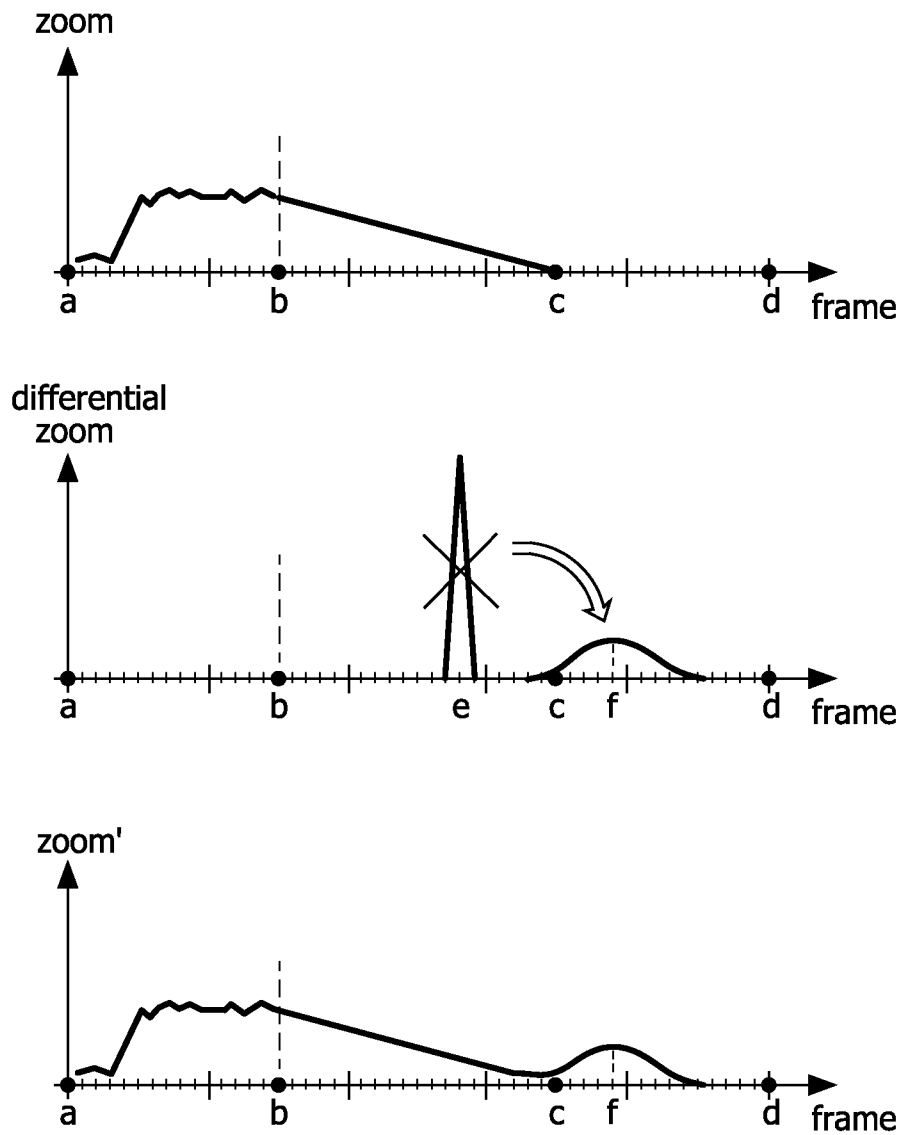 zoom
a b c d frame
differential
zoom
a b e c f d frame
zoom'
a b c f d frame